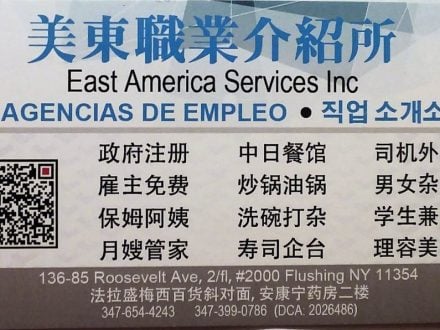 美東職業介紹所
East America Services Inc
AGENCIAS DE EMPLEO • 직업 소개소
政府注册 中日餐馆 司机外
雇主免费 炒锅油锅 男女杂
保姆阿姨 洗碗打杂 学生兼
月嫂管家 寿司企台 理容美
136-85 Roosevelt Ave, 2/fl, #2000 Flushing NY 11354
法拉盛梅西百货斜对面, 安康宁药房二楼
347-654-4243 347-399-0786 (DCA: 2026486)